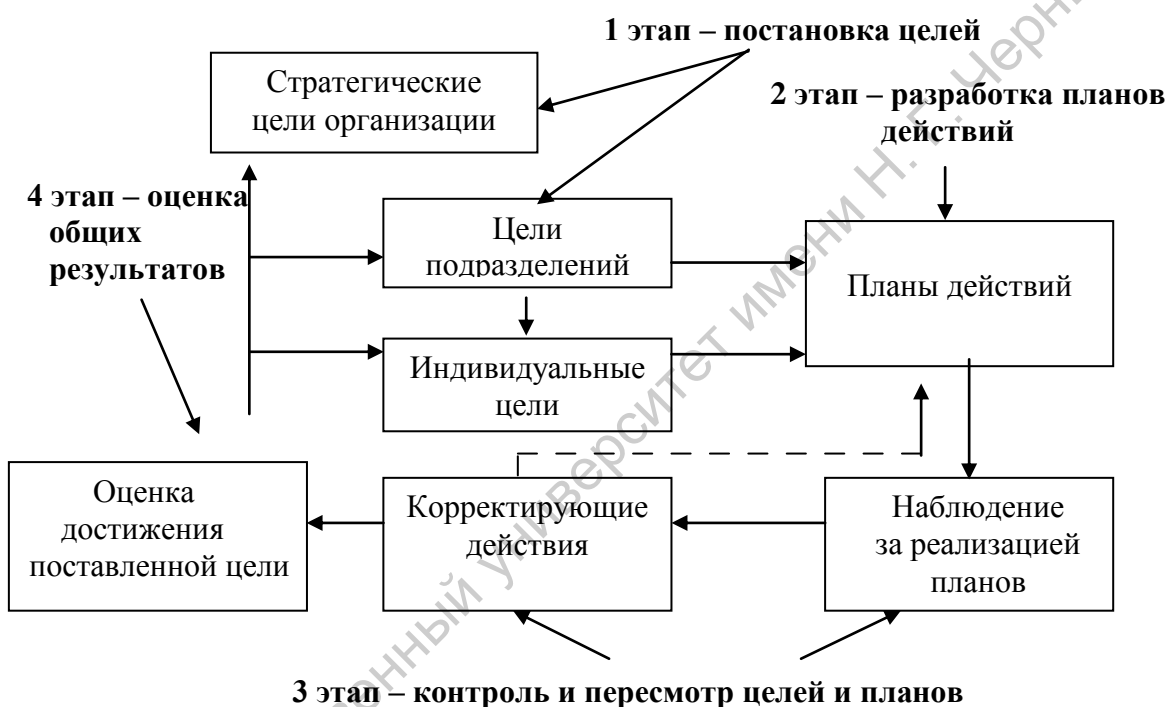 1 этап – постановка целей
Стратегические
цели организации
2 этап – разработка планов
действий
4 этап – оценка
общих
результатов
Цели
подразделений
Планы действий
Индивидуальные
цели
Оценка
достижения
поставленной цели
Корректирующие
действия
Наблюдение
за реализацией
планов
3 этап – контроль и пересмотр целей и планов
университет имени Н. Г.